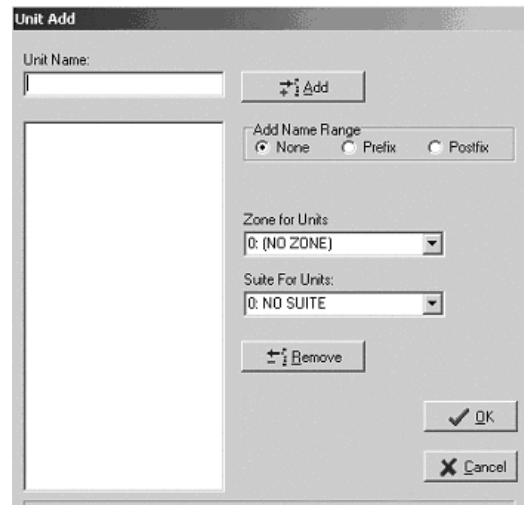 Unit Add
Unit Name:
Add
Add Name Range
None Prefix Postfix
Zone for Units
0: (NO ZONE)
Suite For Units:
0: NO SUITE
Remove
OK
Cancel